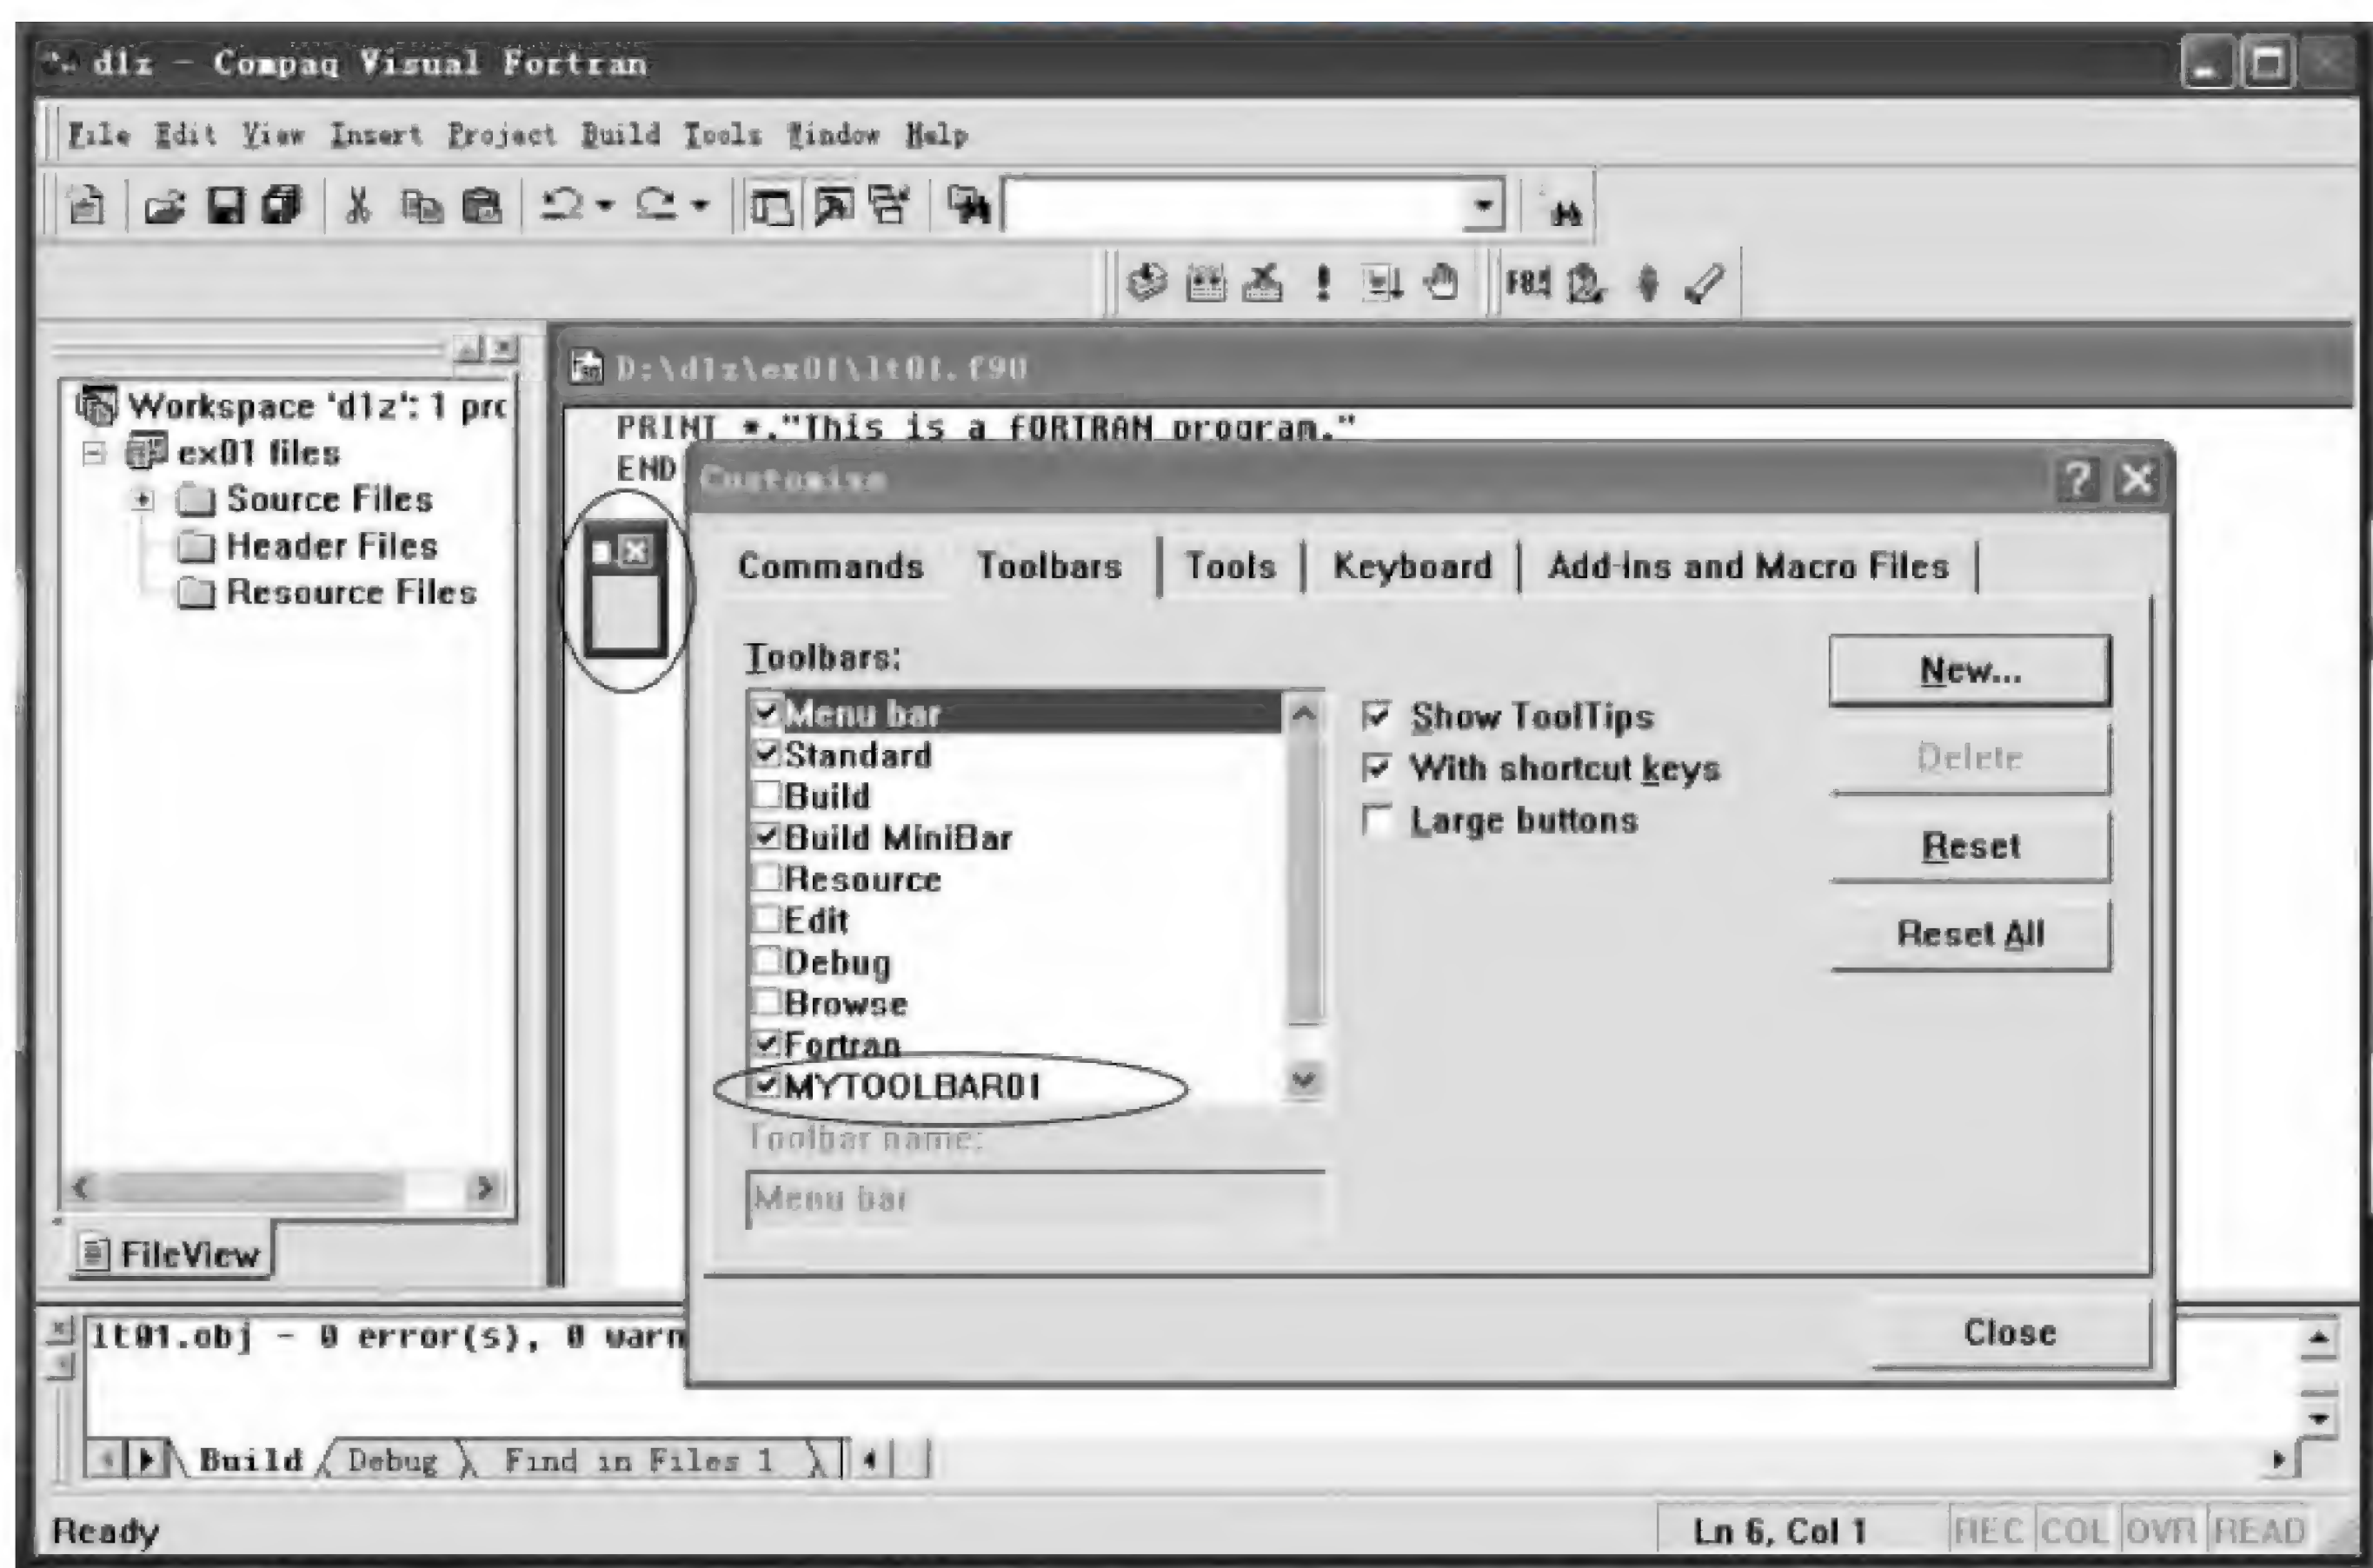 dlz - Compaq Visual Fortran
File Edit View Insert Project Build Tools Window Help
D:\dlz\ex01\lt01.f90
Workspace 'dlz': 1 prc
ex01 files
Source Files
Header Files
Resource Files
FileView
PRINT *,"This is a FORTRAN program."
END
Customize
Commands Toolbars Tools Keyboard Add-ins and Macro Files
Toolbars:
Menu bar
Standard
Build
Build MiniBar
Resource
Edit
Debug
Browse
Fortran
MYTOOLBAR01
Toolbar name:
Menu bar
Show ToolTips
With shortcut keys
Large buttons
New...
Delete
Reset
Reset All
Close
lt01.obj - 0 error(s), 0 warn
Build Debug Find in Files 1
Ready
Ln 6, Col 1 REC COL OVR READ